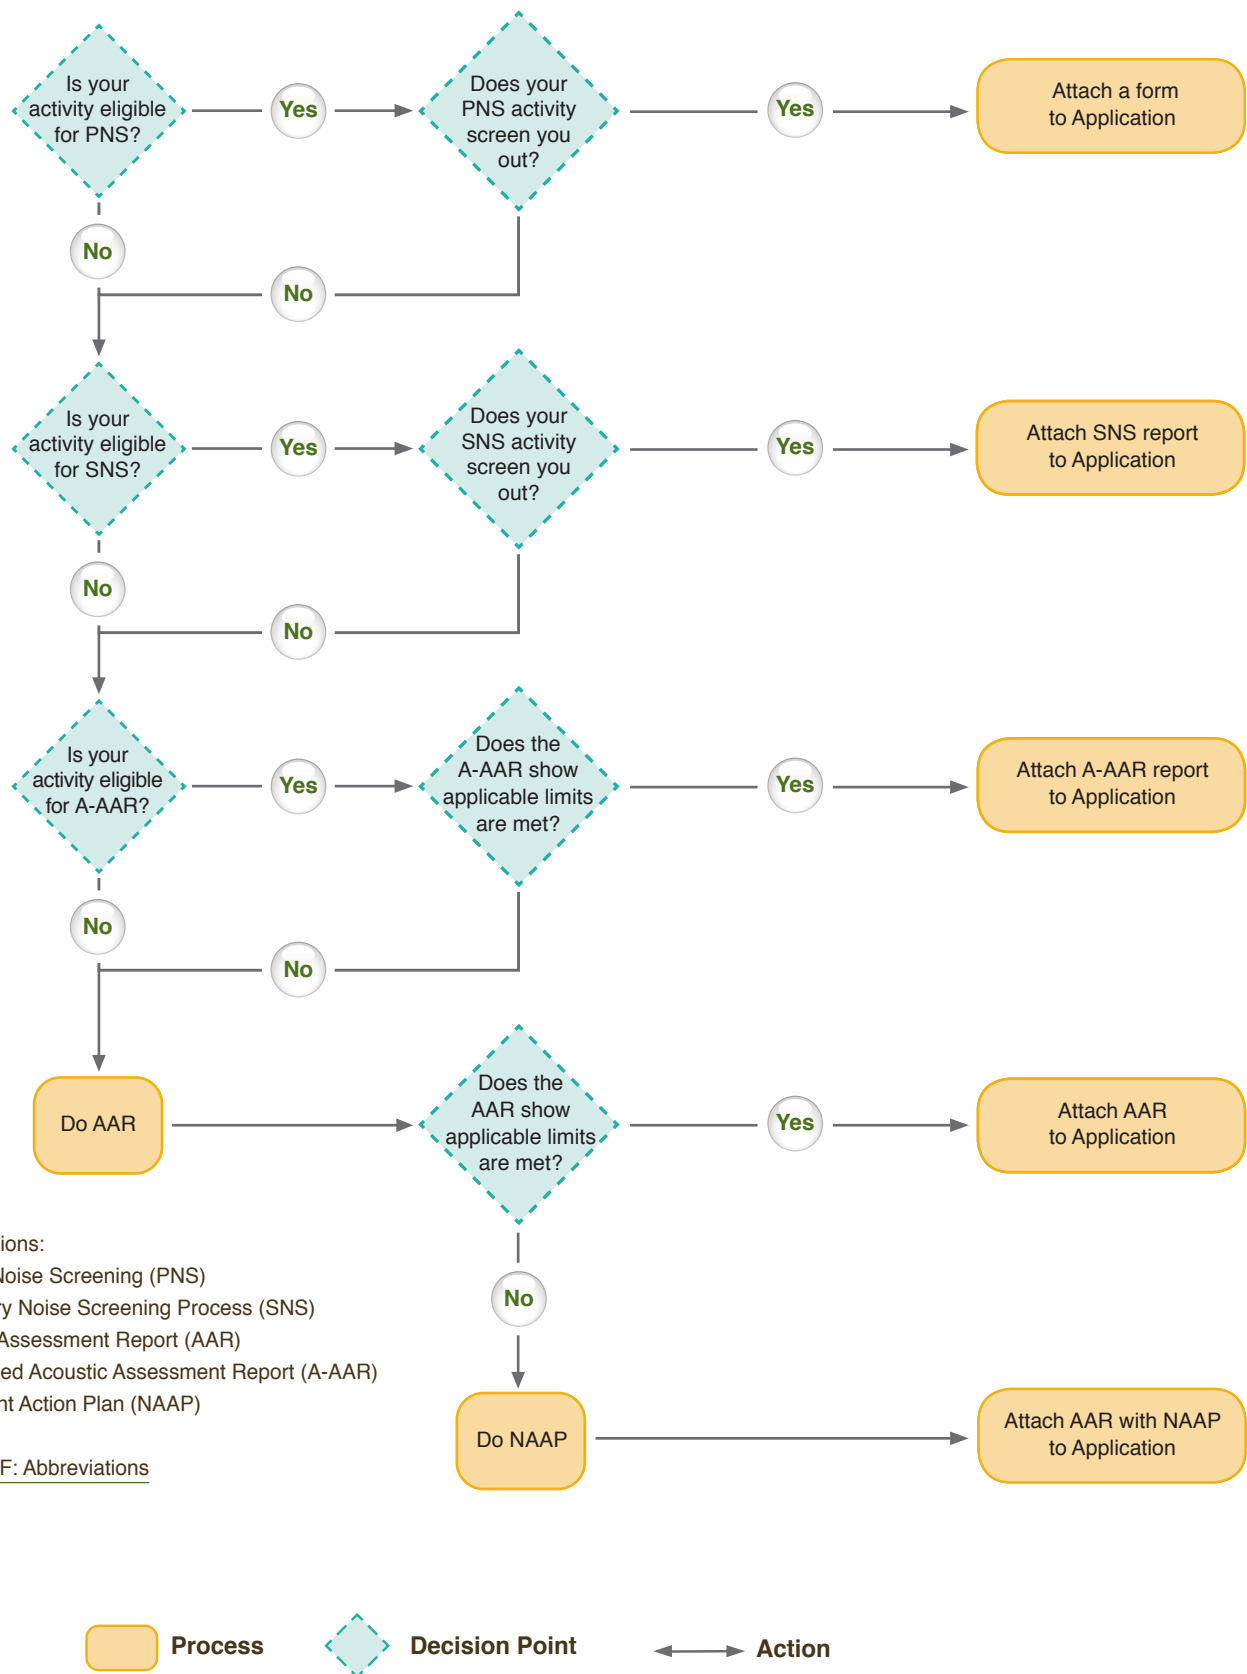 Is your
activity eligible
for PNS?
Yes
Does your
PNS activity
screen you
out?
Yes
Attach a form
to Application
No
No
Is your
activity eligible
for SNS?
Yes
Does your
SNS activity
screen you
out?
Yes
Attach SNS report
to Application
No
No
Is your
activity eligible
for A-AAR?
Yes
Does the
A-AAR show
applicable limits
are met?
Yes
Attach A-AAR report
to Application
No
No
Do AAR
Does the
AAR show
applicable limits
are met?
Yes
Attach AAR
to Application
No
Do NAAP
Attach AAR with NAAP
to Application
Noise Screening (PNS)
Noise Screening Process (SNS)
Assessment Report (AAR)
Acoustic Assessment Report (A-AAR)
Action Plan (NAAP)
F: Abbreviations
Process
Decision Point
Action